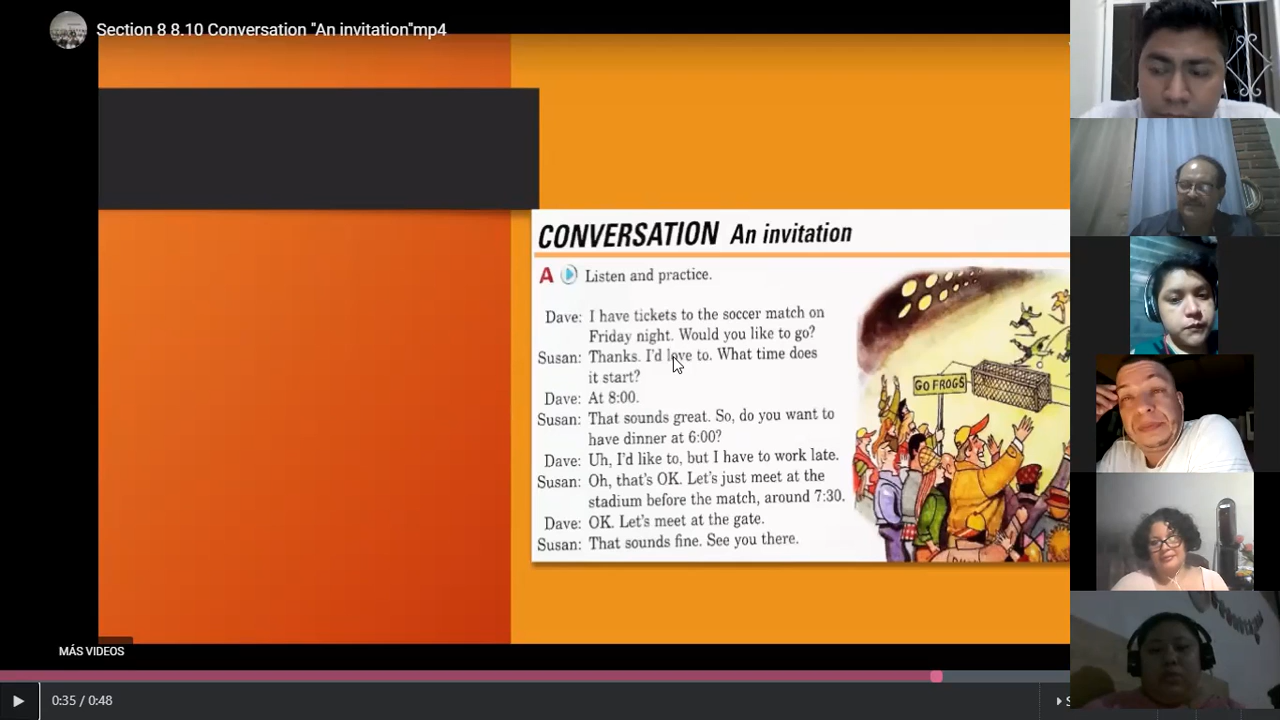 Section 8 8.10 Conversation "An invitation"mp4
CONVERSATION An invitation
A Listen and practice.
Dave: I have tickets to the soccer match on
Friday night. Would you like to go?
Susan: Thanks. I'd love to. What time does
it start?
Dave: At 8:00.
Susan: That sounds great. So, do you want to
have dinner at 6:00?
Dave: Uh, I'd like to, but I have to work late.
Susan: Oh, that's OK. Let's just meet at the
stadium before the match, around 7:30.
Dave: OK. Let's meet at the gate.
Susan: That sounds fine. See you there.
GO FROGS
MÁS VIDEOS
0:35 / 0:48